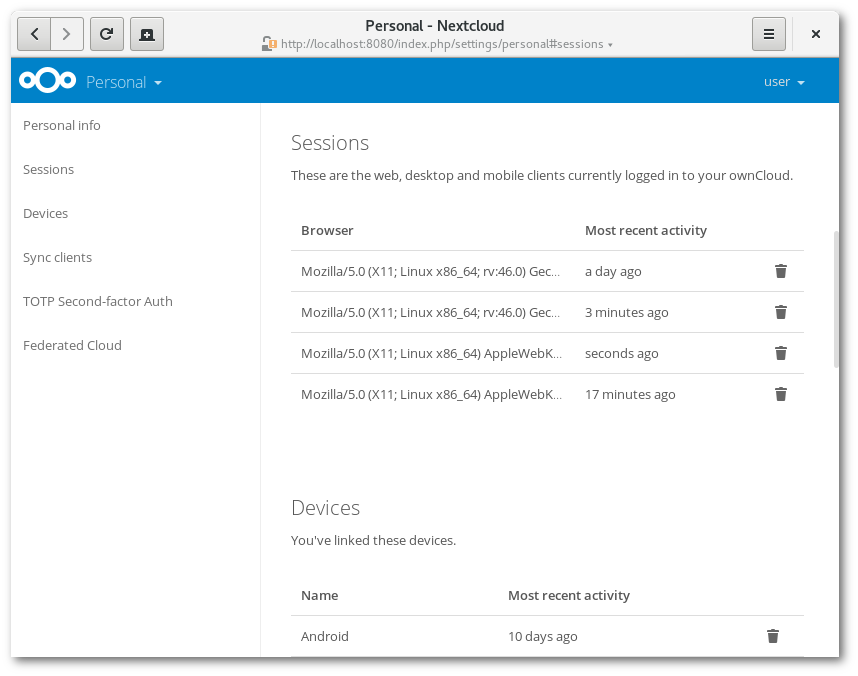 Personal - Nextcloud
http://localhost:8080/index.php/settings/personal#sessions
Personal
user
Personal info
Sessions
Devices
Sync clients
TOTP Second-factor Auth
Federated Cloud
Sessions
These are the web, desktop and mobile clients currently logged in to your ownCloud.
Browser Most recent activity
Mozilla/5.0 (X11; Linux x86_64; rv:46.0) Gec... a day ago
Mozilla/5.0 (X11; Linux x86_64; rv:46.0) Gec... 3 minutes ago
Mozilla/5.0 (X11; Linux x86_64) AppleWebK... seconds ago
Mozilla/5.0 (X11; Linux x86_64) AppleWebK... 17 minutes ago
Devices
You've linked these devices.
Name Most recent activity
Android 10 days ago